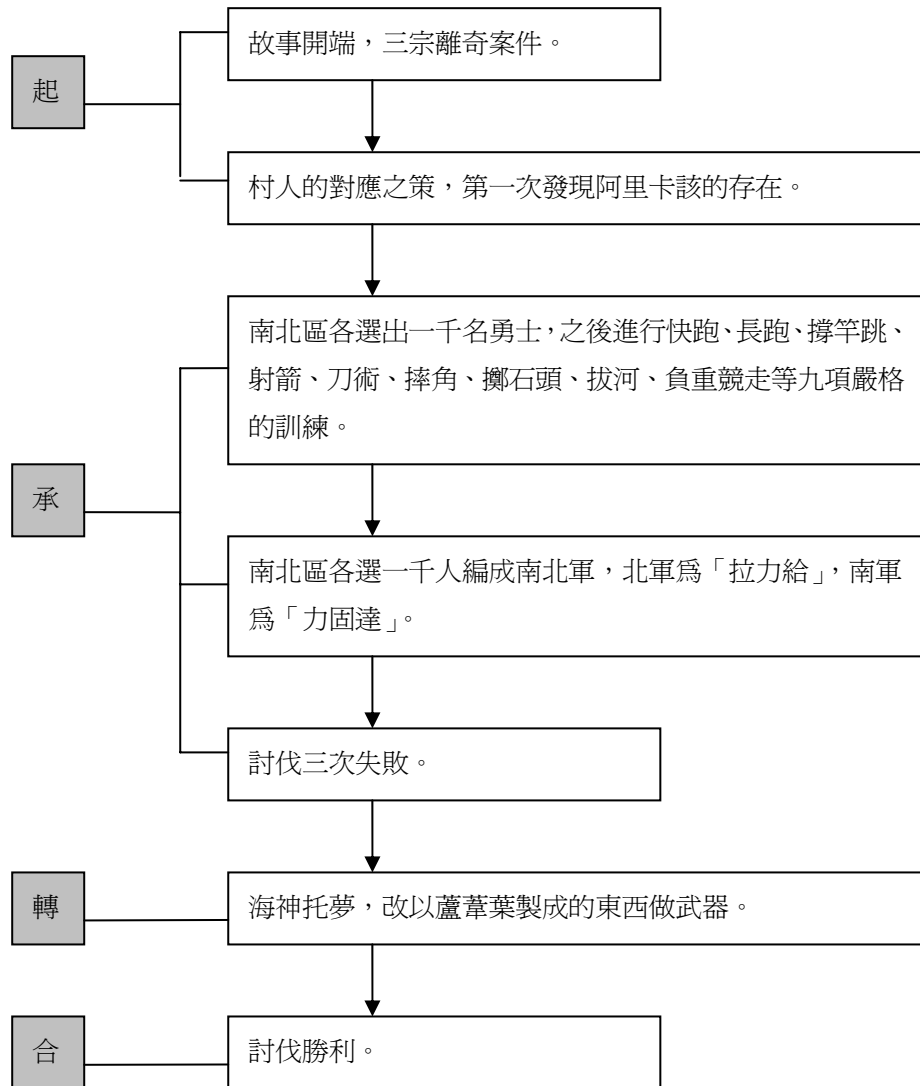 起
故事開端，三宗離奇案件。
村人的對應之策，第一次發現阿里卡該的存在。
承
南北區各選出一千名勇士，之後進行快跑、長跑、撐竿跳、
射箭、刀術、摔角、擲石頭、拔河、負重競走等九項嚴格
的訓練。
南北區各選一千人編成南北軍，北軍為「拉力給」，南軍
為「力固達」。
討伐三次失敗。
轉
海神托夢，改以蘆葦葉製成的東西做武器。
合
討伐勝利。